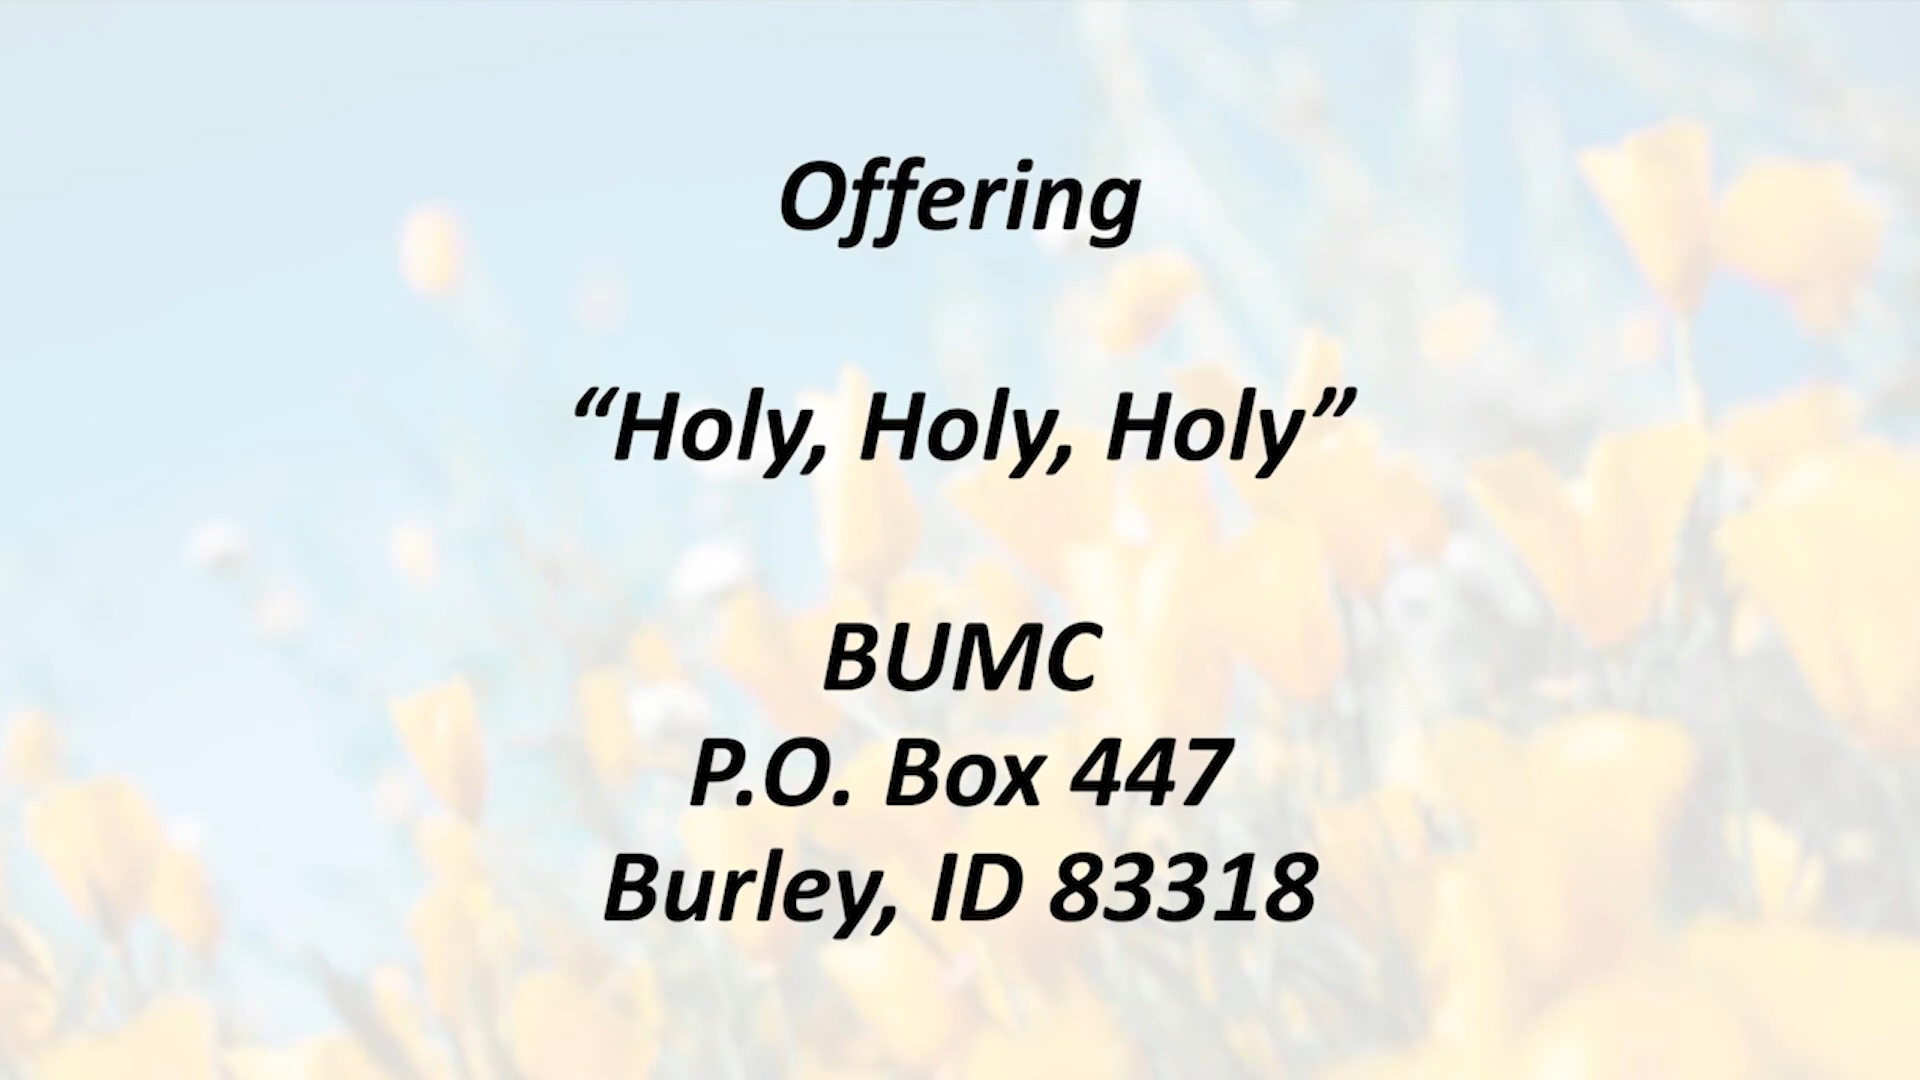 Offering
“Holy, Holy, Holy”
BUMC
P.O. Box 447
Burley, ID 83318